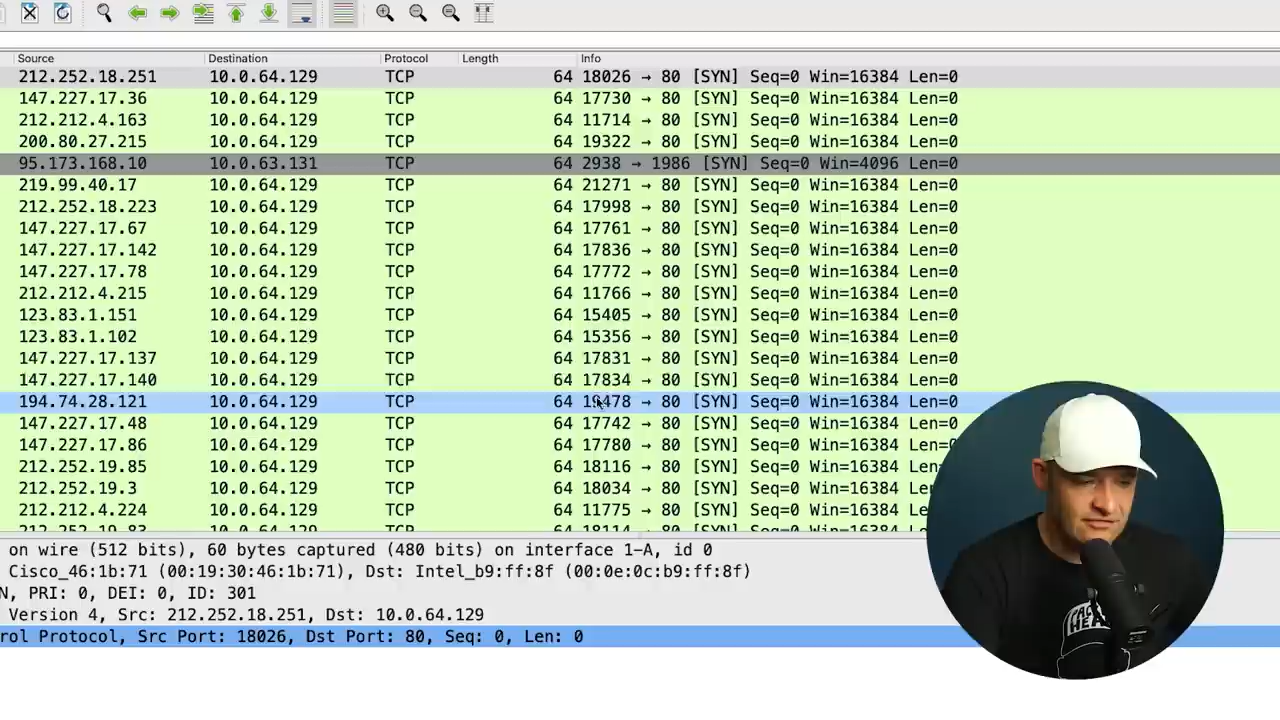 Source Destination Protocol Length Info
212.252.18.251 10.0.64.129 TCP 64 18026 → 80 [SYN] Seq=0 Win=16384 Len=0
147.227.17.36 10.0.64.129 TCP 64 17730 → 80 [SYN] Seq=0 Win=16384 Len=0
212.212.4.163 10.0.64.129 TCP 64 11714 → 80 [SYN] Seq=0 Win=16384 Len=0
200.80.27.215 10.0.64.129 TCP 64 19322 → 80 [SYN] Seq=0 Win=16384 Len=0
95.173.168.10 10.0.63.131 TCP 64 2938 → 1986 [SYN] Seq=0 Win=4096 Len=0
219.99.40.17 10.0.64.129 TCP 64 21271 → 80 [SYN] Seq=0 Win=16384 Len=0
212.252.18.223 10.0.64.129 TCP 64 17998 → 80 [SYN] Seq=0 Win=16384 Len=0
147.227.17.67 10.0.64.129 TCP 64 17761 → 80 [SYN] Seq=0 Win=16384 Len=0
147.227.17.142 10.0.64.129 TCP 64 17836 → 80 [SYN] Seq=0 Win=16384 Len=0
147.227.17.78 10.0.64.129 TCP 64 17772 → 80 [SYN] Seq=0 Win=16384 Len=0
212.212.4.215 10.0.64.129 TCP 64 11766 → 80 [SYN] Seq=0 Win=16384 Len=0
123.83.1.151 10.0.64.129 TCP 64 15405 → 80 [SYN] Seq=0 Win=16384 Len=0
123.83.1.102 10.0.64.129 TCP 64 15356 → 80 [SYN] Seq=0 Win=16384 Len=0
147.227.17.137 10.0.64.129 TCP 64 17831 → 80 [SYN] Seq=0 Win=16384 Len=0
147.227.17.140 10.0.64.129 TCP 64 17834 → 80 [SYN] Seq=0 Win=16384 Len=0
194.74.28.121 10.0.64.129 TCP 64 → 80 [SYN] Seq=0 Win=16384 Len=0
147.227.17.48 10.0.64.129 TCP 64 17742 → 80 [SYN] Seq=0 Win=16384 Len=0
147.227.17.86 10.0.64.129 TCP 64 17780 → 80 [SYN] Seq=0 Win=16384 Len=0
212.252.19.85 10.0.64.129 TCP 64 18116 → 80 [SYN] Seq=0 Win=16384
212.252.19.3 10.0.64.129 TCP 64 18034 → 80 [SYN] Seq=0 Win=16384
212.212.4.224 10.0.64.129 TCP 64 11775 → 80 [SYN] Seq=0 Win=16384
212.252.19.83 10.0.64.129 TCP 64 18114 → 80 [SYN] Seq=0 Win=16384
on wire (512 bits), 60 bytes captured (480 bits) on interface 1-A, id 0
Cisco_46:1b:71 (00:19:30:46:1b:71), Dst: Intel_b9:ff:8f (00:0e:0c:b9:ff:8f)
N, PRI: 0, DEI: 0, ID: 301
Version 4, Src: 212.252.18.251, Dst: 10.0.64.129
rol Protocol, Src Port: 18026, Dst Port: 80, Seq: 0, Len: 0